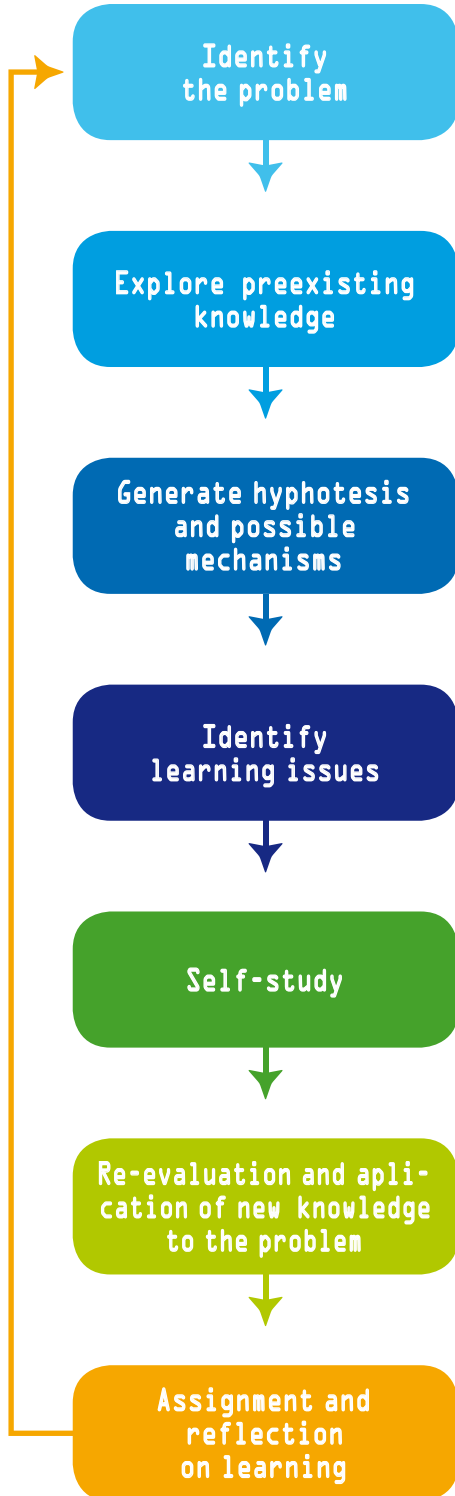 Identify
the problem
Explore preexisting
knowledge
Generate hyphotesis
and possible
mechanisms
Identify
learning issues
Self-study
Re-evaluation and apli-
cation of new knowledge
to the problem
Assignment and
reflection
on learning